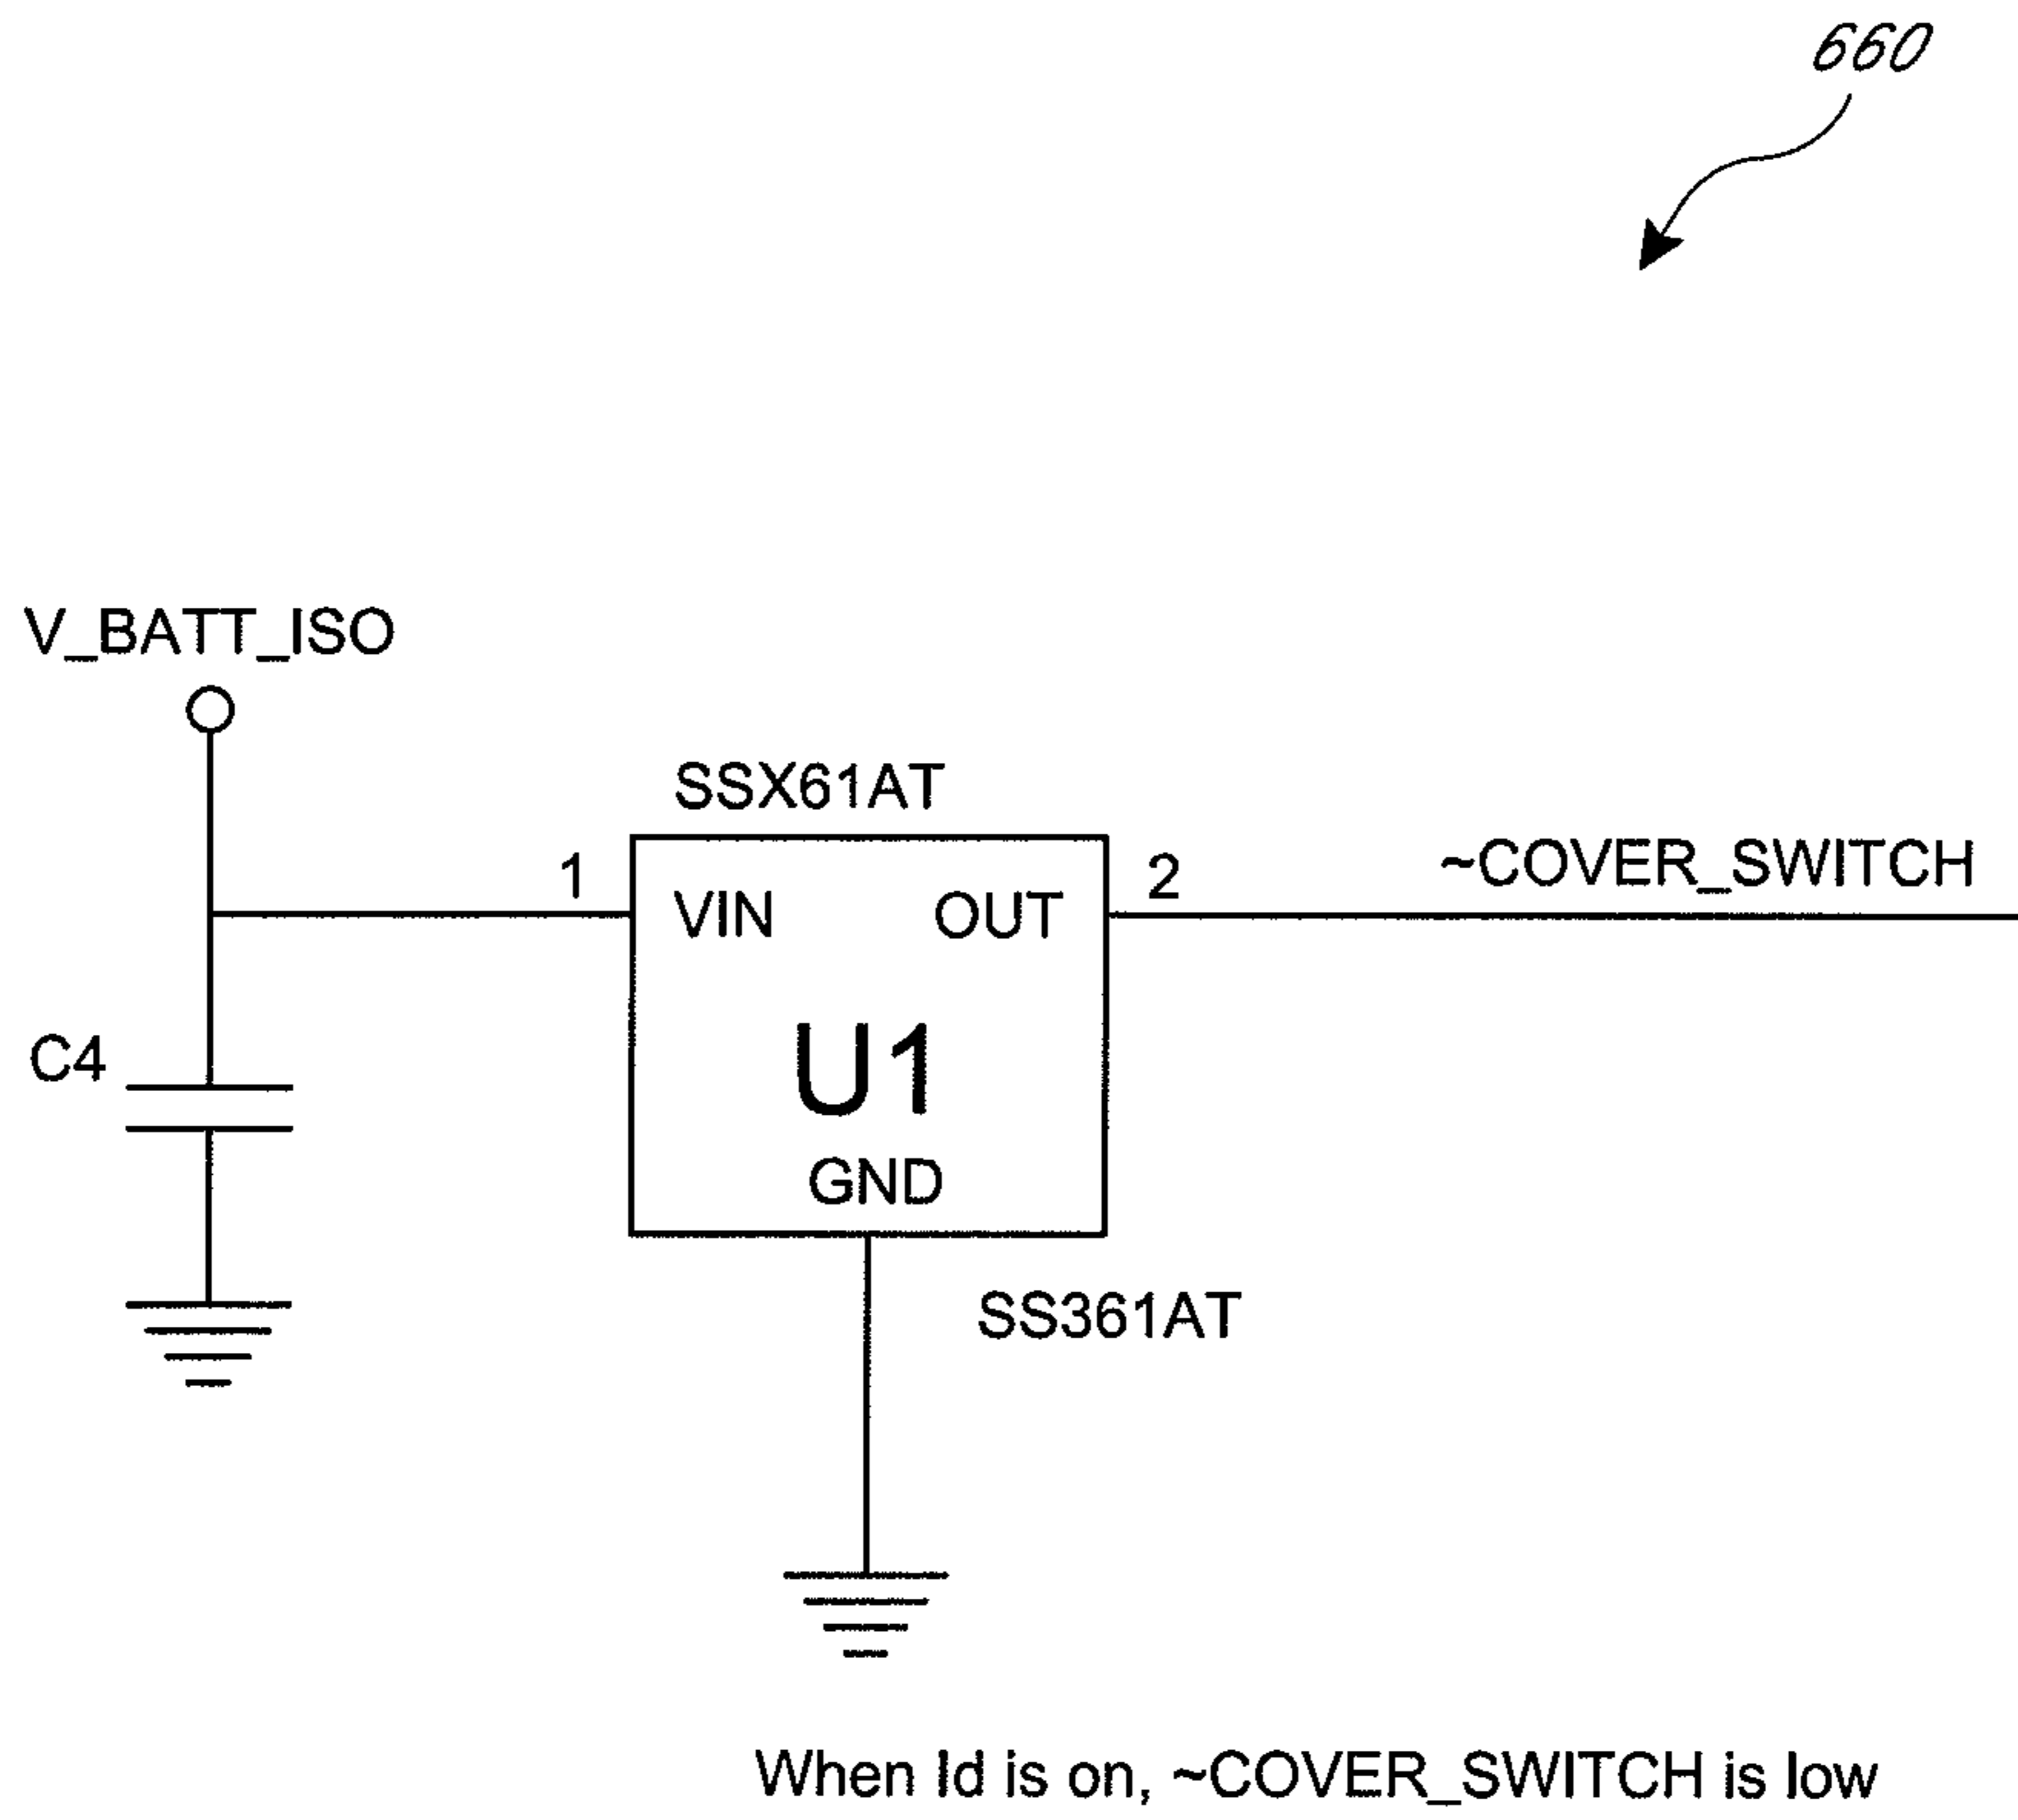 660
V_BATT_ISO
SSX61AT
1
VIN
OUT
2
~COVER_SWITCH
C4
U1
GND
SS361AT
When Id is on, ~COVER_SWITCH is low